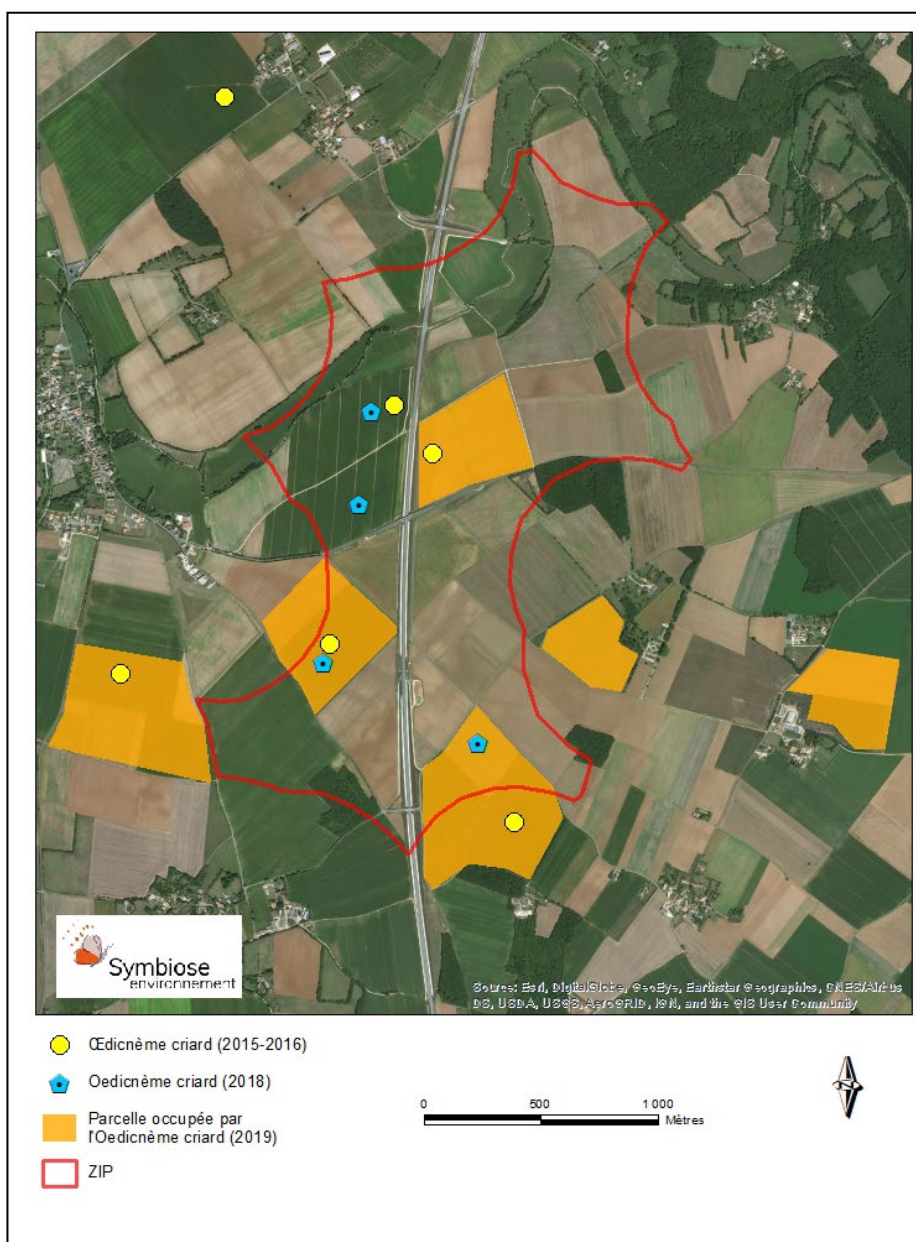 Symbiose
environnement
Source: Esri, DigitalGlobe, GeoEye, Earthstar Geographics, CNES/Airbus
DS, USDA, USGS, AeroGRID, IGN, and the GIS User Community
Œdicnème criard (2015-2016)
Oedicnème criard (2018)
Parcelle occupée par
l'Oedicnème criard (2019)
ZIP
0 500 1 000
Mètres